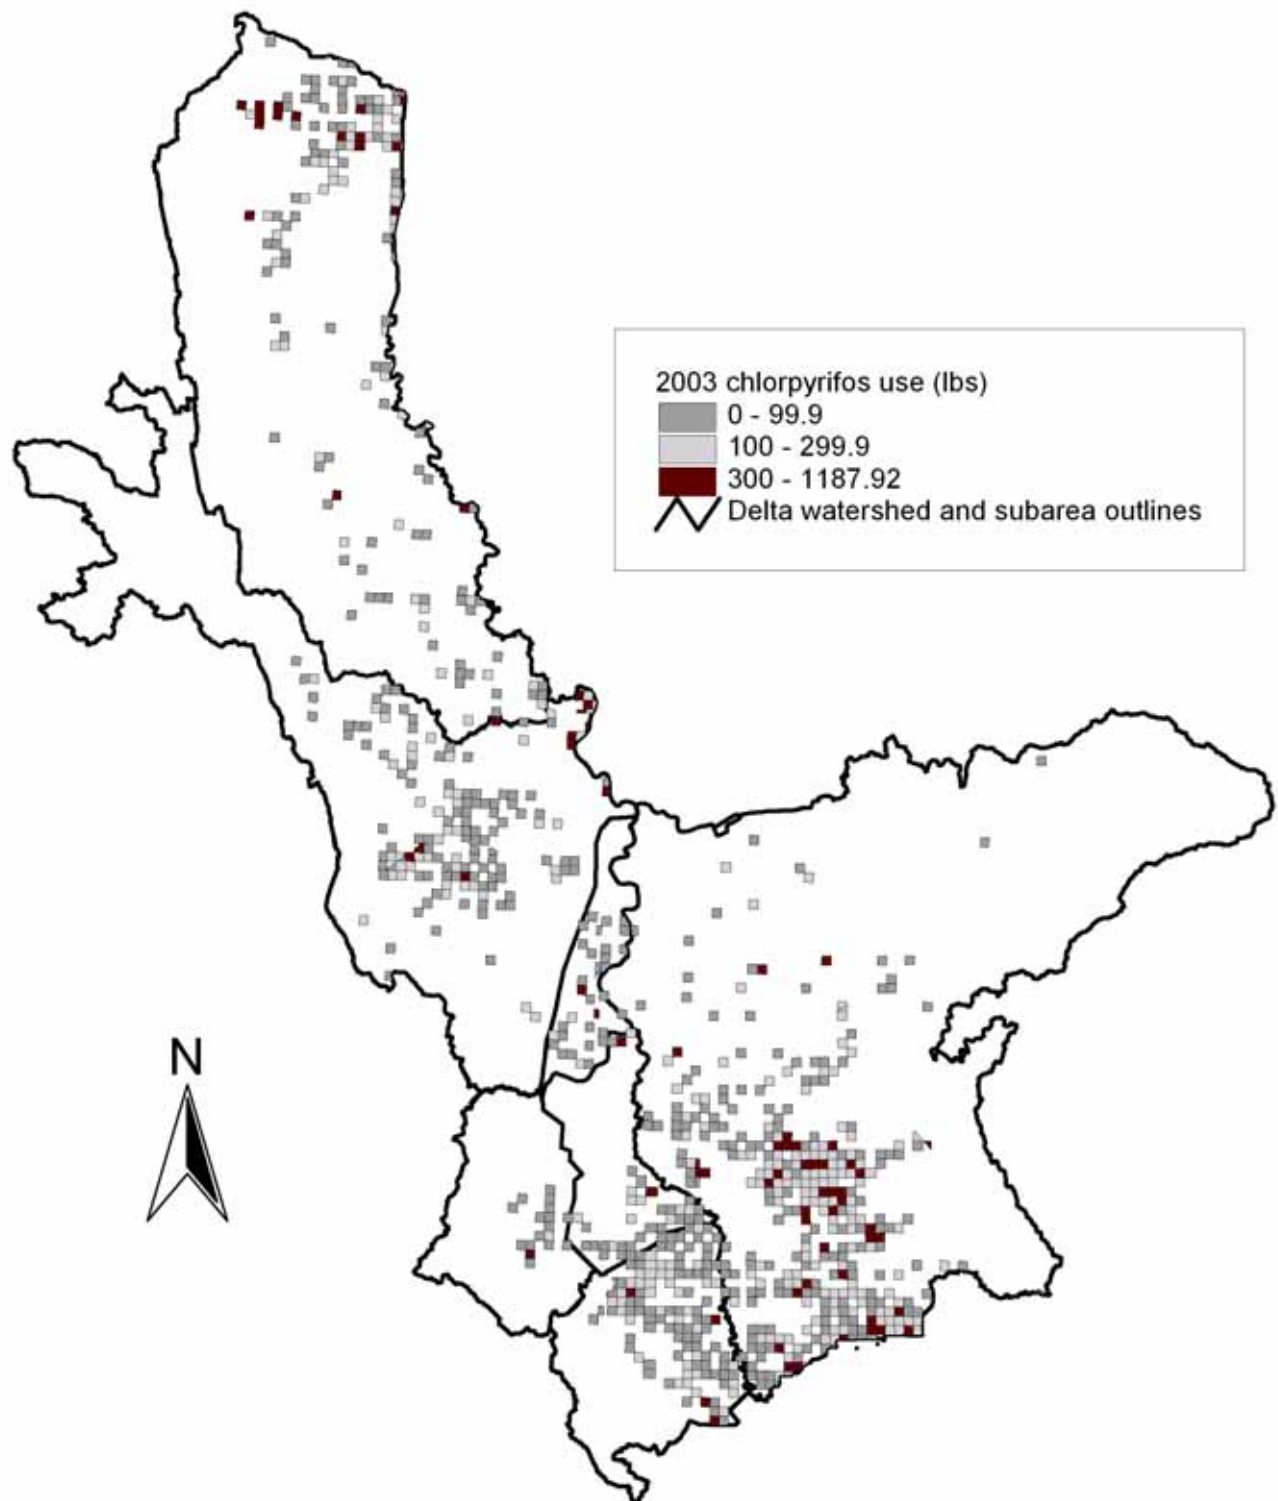 2003 chlorpyrifos use (lbs)
0 - 99.9
100 - 299.9
300 - 1187.92
Delta watershed and subarea outlines
N